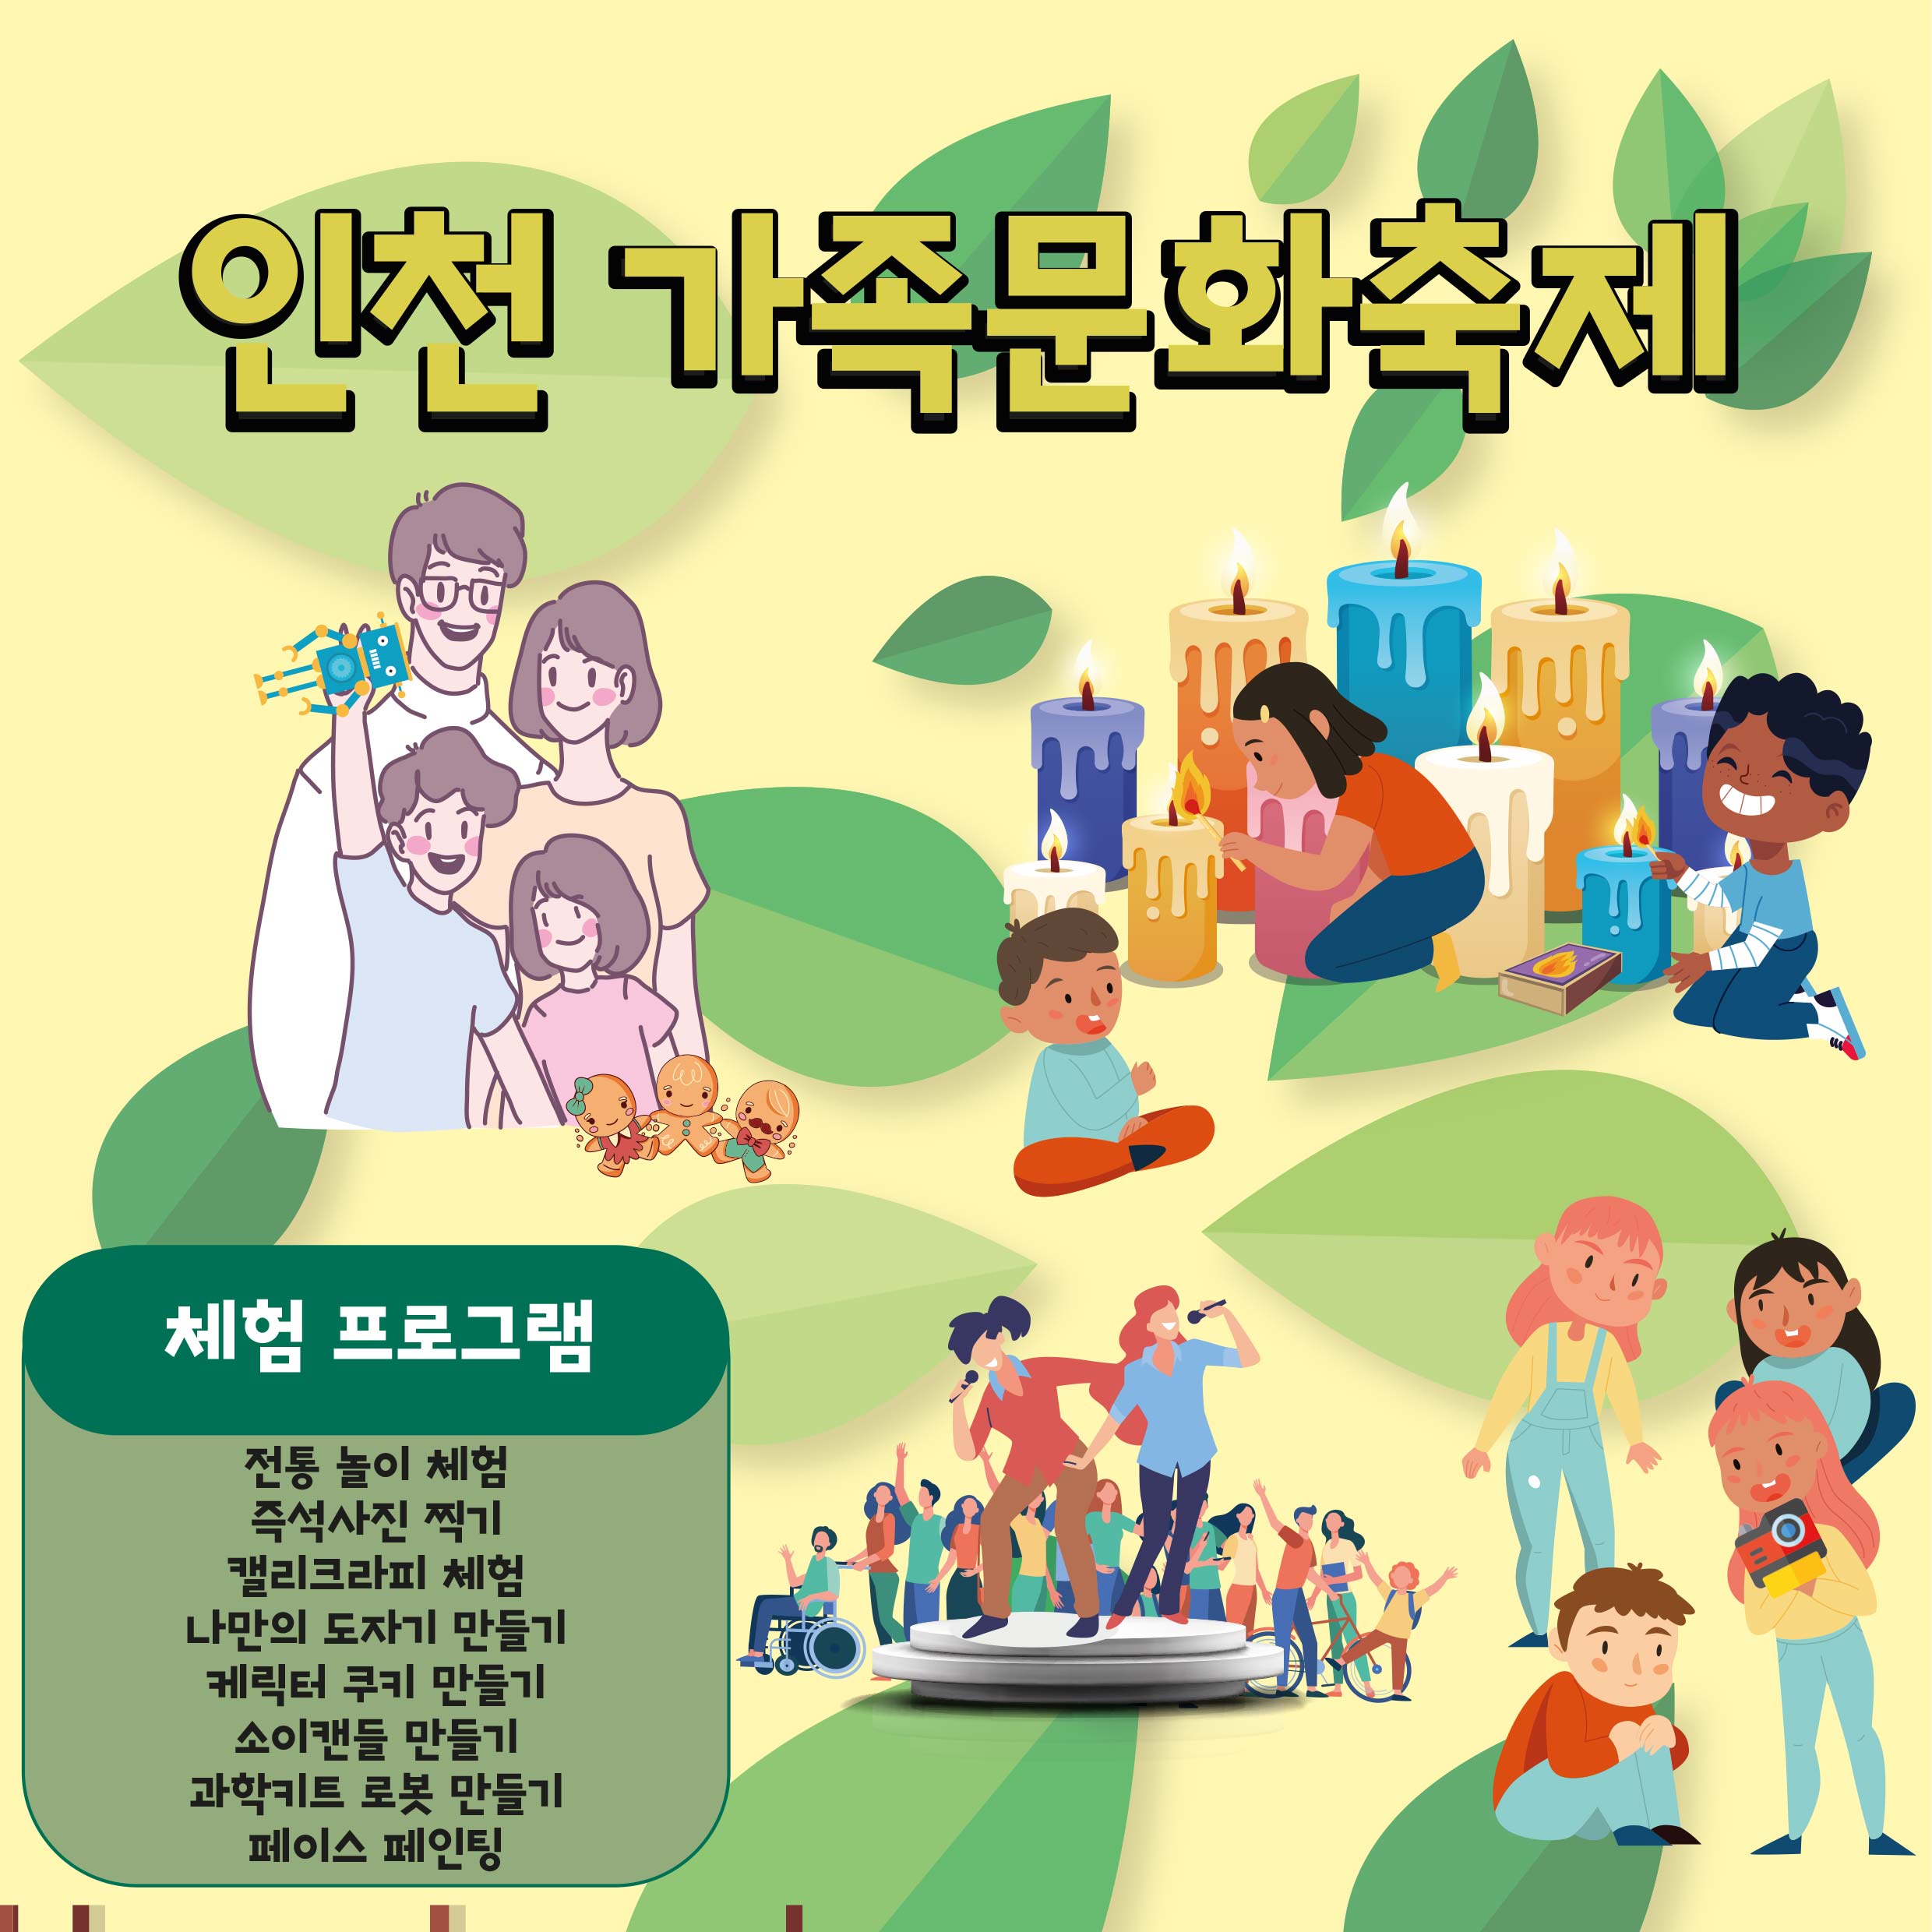 인천 가족문화축제
체험 프로그램
전통 놀이 체험
즉석사진 찍기
캘리크라피 체험
나만의 도자기 만들기
케릭터 쿠키 만들기
소이캔들 만들기
과학키트 로봇 만들기
페이스 페인팅